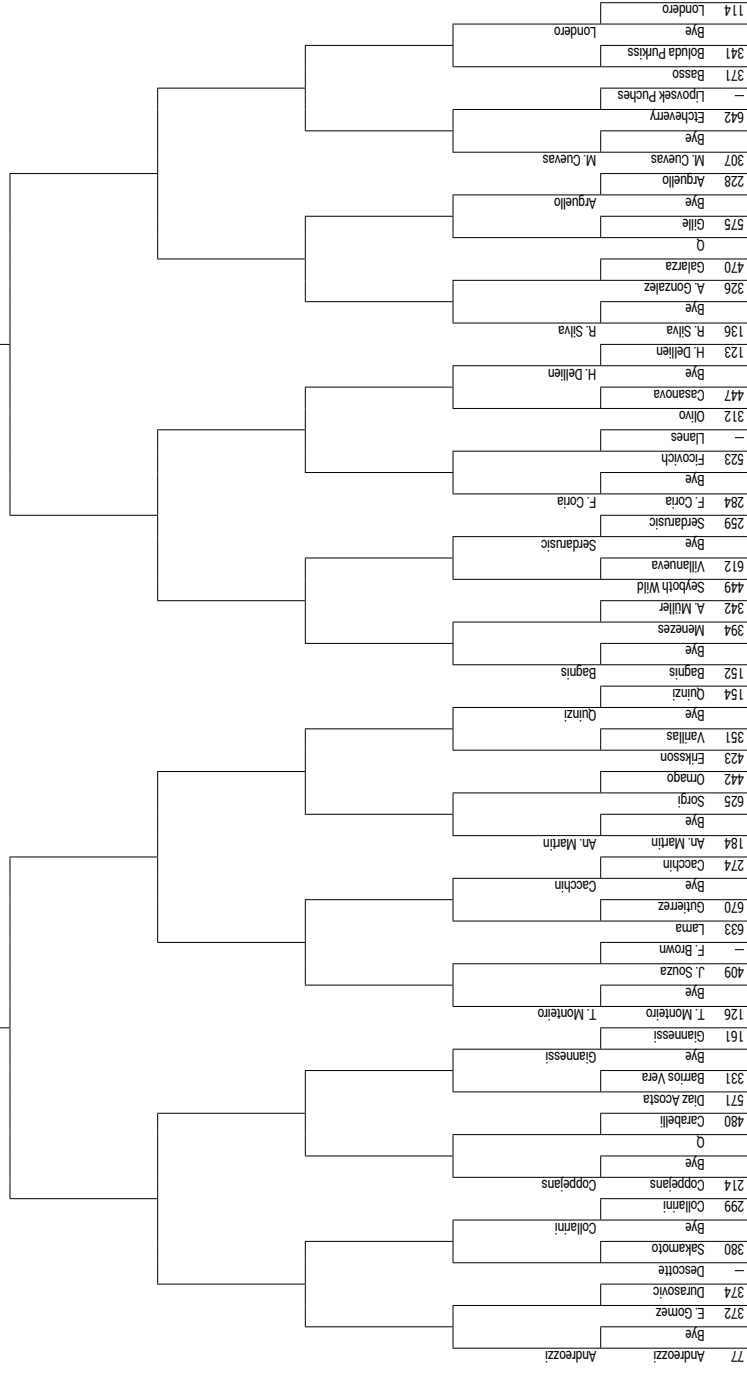 77 Andreozzi Andreozzi
Bye
372 E. Gomez
374 Durasovic
— Descotte
380 Sakamoto
Bye Collarini
299 Collarini
214 Coppejans Coppejans
Bye
Q
480 Carabelli
571 Diaz Acosta
331 Barrios Vera
Bye Giannessi
161 Giannessi
126 T. Monteiro T. Monteiro
Bye
409 J. Souza
— F. Brown
633 Lama
670 Gutierrez
Bye Cacchin
274 Cacchin
184 An. Martin An. Martin
Bye
625 Sorgi
442 Ornago
423 Eriksson
351 Varillas
Bye Quinzi
154 Quinzi
152 Bagnis Bagnis
Bye
394 Menezes
342 A. Müller
449 Seyboth Wild
612 Villanueva
Bye Serdarusic
259 Serdarusic
284 F. Coria F. Coria
Bye
523 Ficovich
— Llanes
312 Olivo
447 Casanova
Bye H. Dellien
123 H. Dellien
136 R. Silva R. Silva
Bye
326 A. Gonzalez
470 Galarza
Q
575 Gille
Bye Arguello
228 Arguello
307 M. Cuevas M. Cuevas
Bye
642 Etcheverry
— Lipovsek Puches
371 Basso
341 Boluda Purkiss
Bye Londero
114 Londero